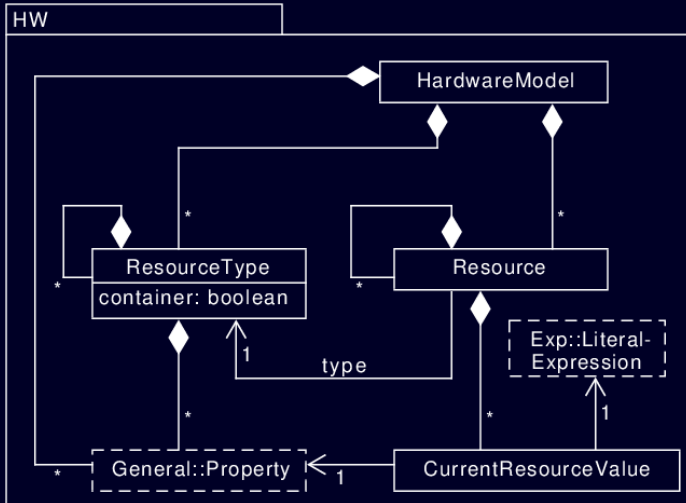 HW
HardwareModel
*
*
ResourceType
container: boolean
*
Resource
*
Exp::Literal-
Expression
1
type
1
*
*
*
General::Property
1
CurrentResourceValue